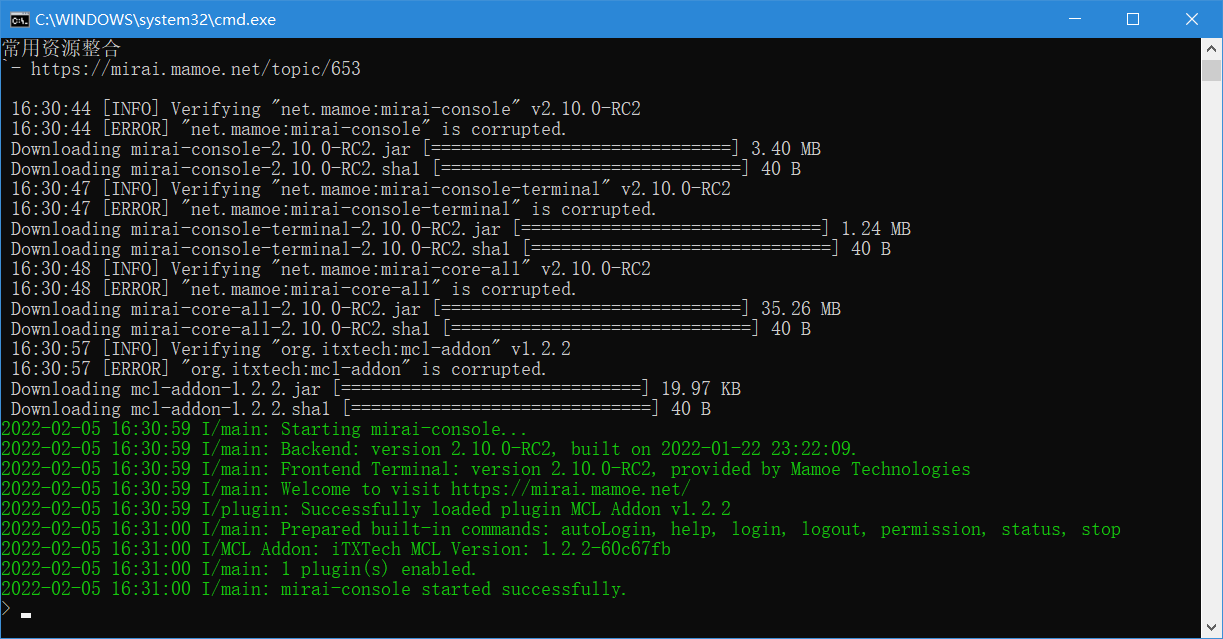 C:\WINDOWS\system32\cmd.exe
常用资源整合
`- https://mirai.mamoe.net/topic/653
16:30:44 [INFO] Verifying "net.mamoe:mirai-console" v2.10.0-RC2
16:30:44 [ERROR] "net.mamoe:mirai-console" is corrupted.
Downloading mirai-console-2.10.0-RC2.jar [==============================] 3.40 MB
Downloading mirai-console-2.10.0-RC2.sha1 [==============================] 40 B
16:30:47 [INFO] Verifying "net.mamoe:mirai-console-terminal" v2.10.0-RC2
16:30:47 [ERROR] "net.mamoe:mirai-console-terminal" is corrupted.
Downloading mirai-console-terminal-2.10.0-RC2.jar [==============================] 1.24 MB
Downloading mirai-console-terminal-2.10.0-RC2.sha1 [==============================] 40 B
16:30:48 [INFO] Verifying "net.mamoe:mirai-core-all" v2.10.0-RC2
16:30:48 [ERROR] "net.mamoe:mirai-core-all" is corrupted.
Downloading mirai-core-all-2.10.0-RC2.jar [==============================] 35.26 MB
Downloading mirai-core-all-2.10.0-RC2.sha1 [==============================] 40 B
16:30:57 [INFO] Verifying "org.itxtech:mcl-addon" v1.2.2
16:30:57 [ERROR] "org.itxtech:mcl-addon" is corrupted.
Downloading mcl-addon-1.2.2.jar [==============================] 19.97 KB
Downloading mcl-addon-1.2.2.sha1 [==============================] 40 B
2022-02-05 16:30:59 I/main: Starting mirai-console...
2022-02-05 16:30:59 I/main: Backend: version 2.10.0-RC2, built on 2022-01-22 23:22:09.
2022-02-05 16:30:59 I/main: Frontend Terminal: version 2.10.0-RC2, provided by Mamoe Technologies
2022-02-05 16:30:59 I/main: Welcome to visit https://mirai.mamoe.net/
2022-02-05 16:30:59 I/plugin: Successfully loaded plugin MCL Addon v1.2.2
2022-02-05 16:31:00 I/main: Prepared built-in commands: autoLogin, help, login, logout, permission, status, stop
2022-02-05 16:31:00 I/MCL Addon: iTXTech MCL Version: 1.2.2-60c67fb
2022-02-05 16:31:00 I/main: 1 plugin(s) enabled.
2022-02-05 16:31:00 I/main: mirai-console started successfully.
>